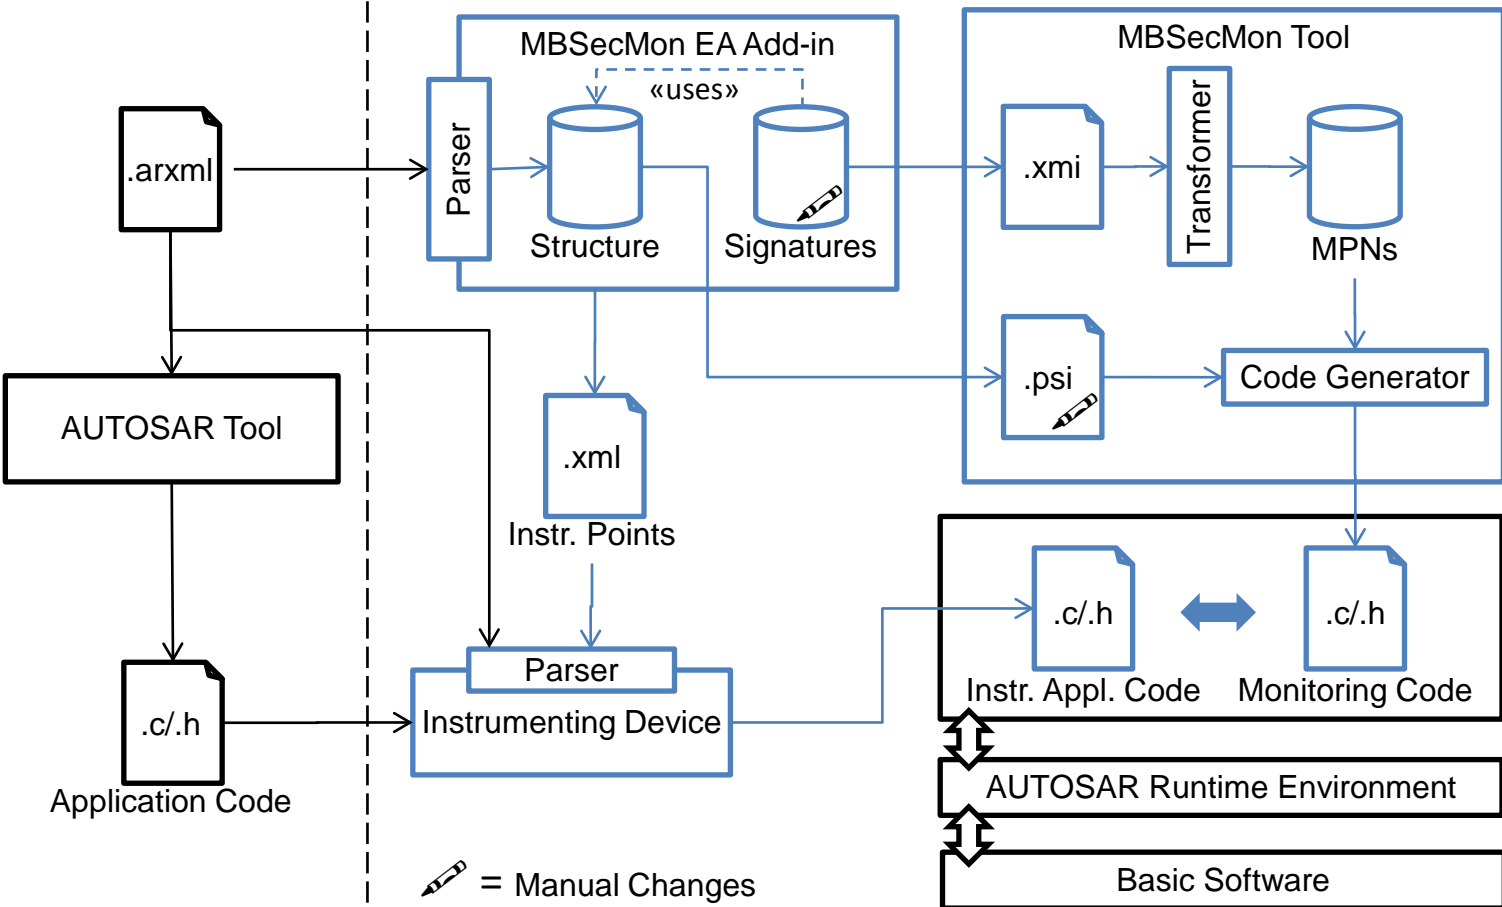 MBSecMon EA Add-in
MBSecMon Tool
«uses»
.arxml
Parser
.xmi
Transformer
Structure
Signatures
MPNs
.psi
Code Generator
AUTOSAR Tool
.xml
Instr. Points
.c/.h
.c/.h
Parser
Instr. Appl. Code
Monitoring Code
.c/.h
Instrumenting Device
Application Code
AUTOSAR Runtime Environment
= Manual Changes
Basic Software